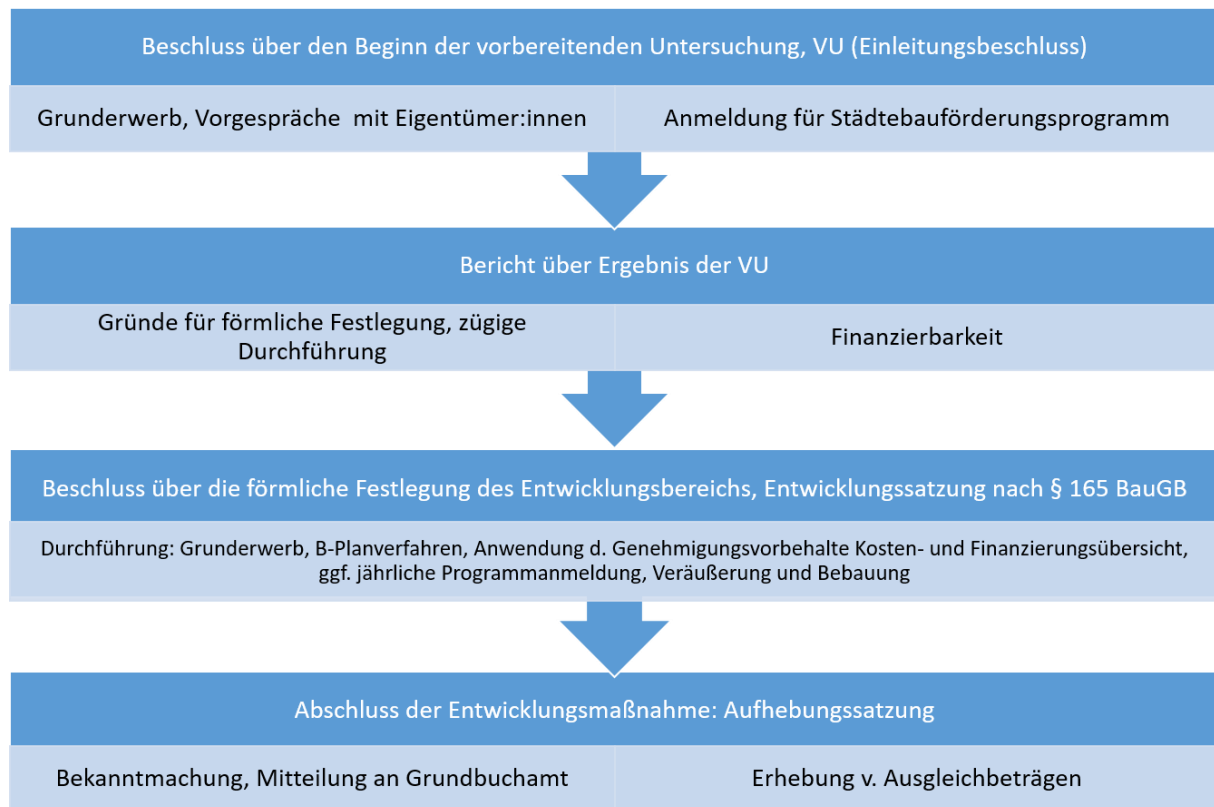 Beschluss über den Beginn der vorbereitenden Untersuchung, VU (Einleitungsbeschluss)
Grunderwerb, Vorgespräche mit Eigentümer:innen
Anmeldung für Städtebauförderungsprogramm
Bericht über Ergebnis der VU
Gründe für förmliche Festlegung, zügige
Durchführung
Finanzierbarkeit
Beschluss über die förmliche Festlegung des Entwicklungsbereichs, Entwicklungssatzung nach § 165 BauGB
Durchführung: Grunderwerb, B-Planverfahren, Anwendung d. Genehmigungsvorbehalte Kosten- und Finanzierungsübersicht,
ggf. jährliche Programmanmeldung, Veräußerung und Bebauung
Abschluss der Entwicklungsmaßnahme: Aufhebungssatzung
Bekanntmachung, Mitteilung an Grundbuchamt
Erhebung v. Ausgleichbeträgen